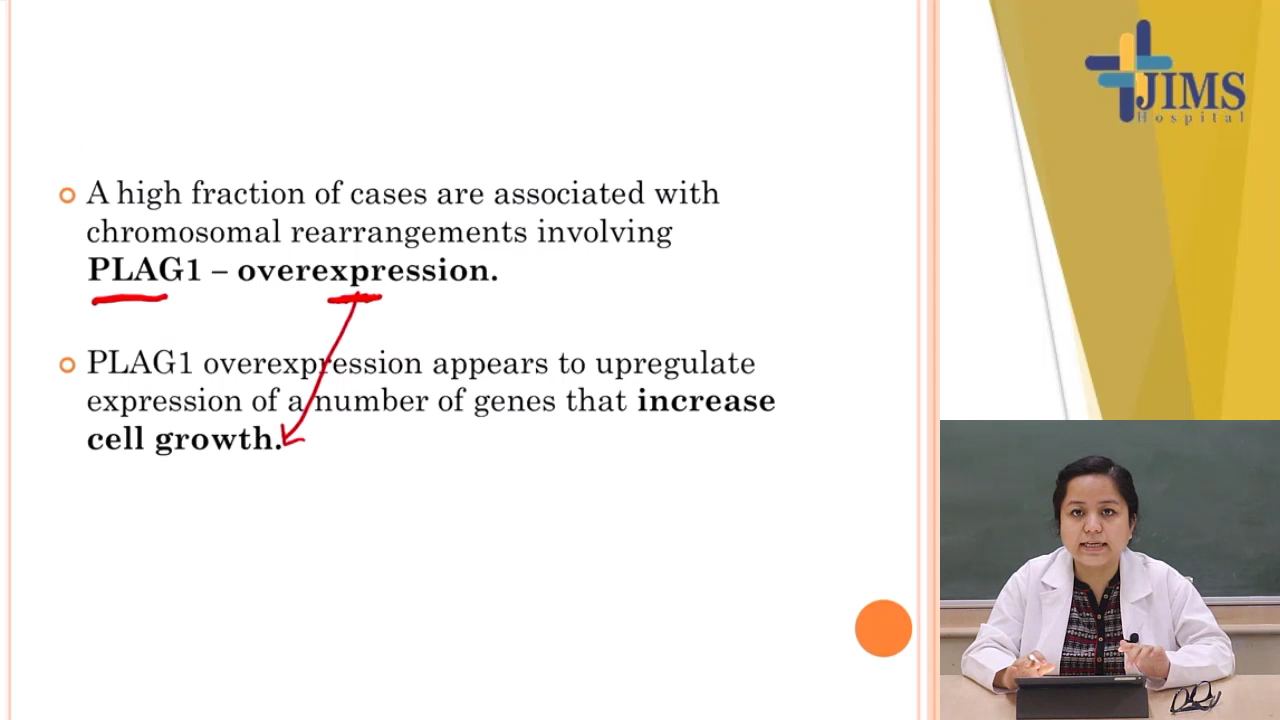 JIMS
Hospital
A high fraction of cases are associated with
chromosomal rearrangements involving
PLAG1 – overexpression.
PLAG1 overexpression appears to upregulate
expression of a number of genes that increase
cell growth.